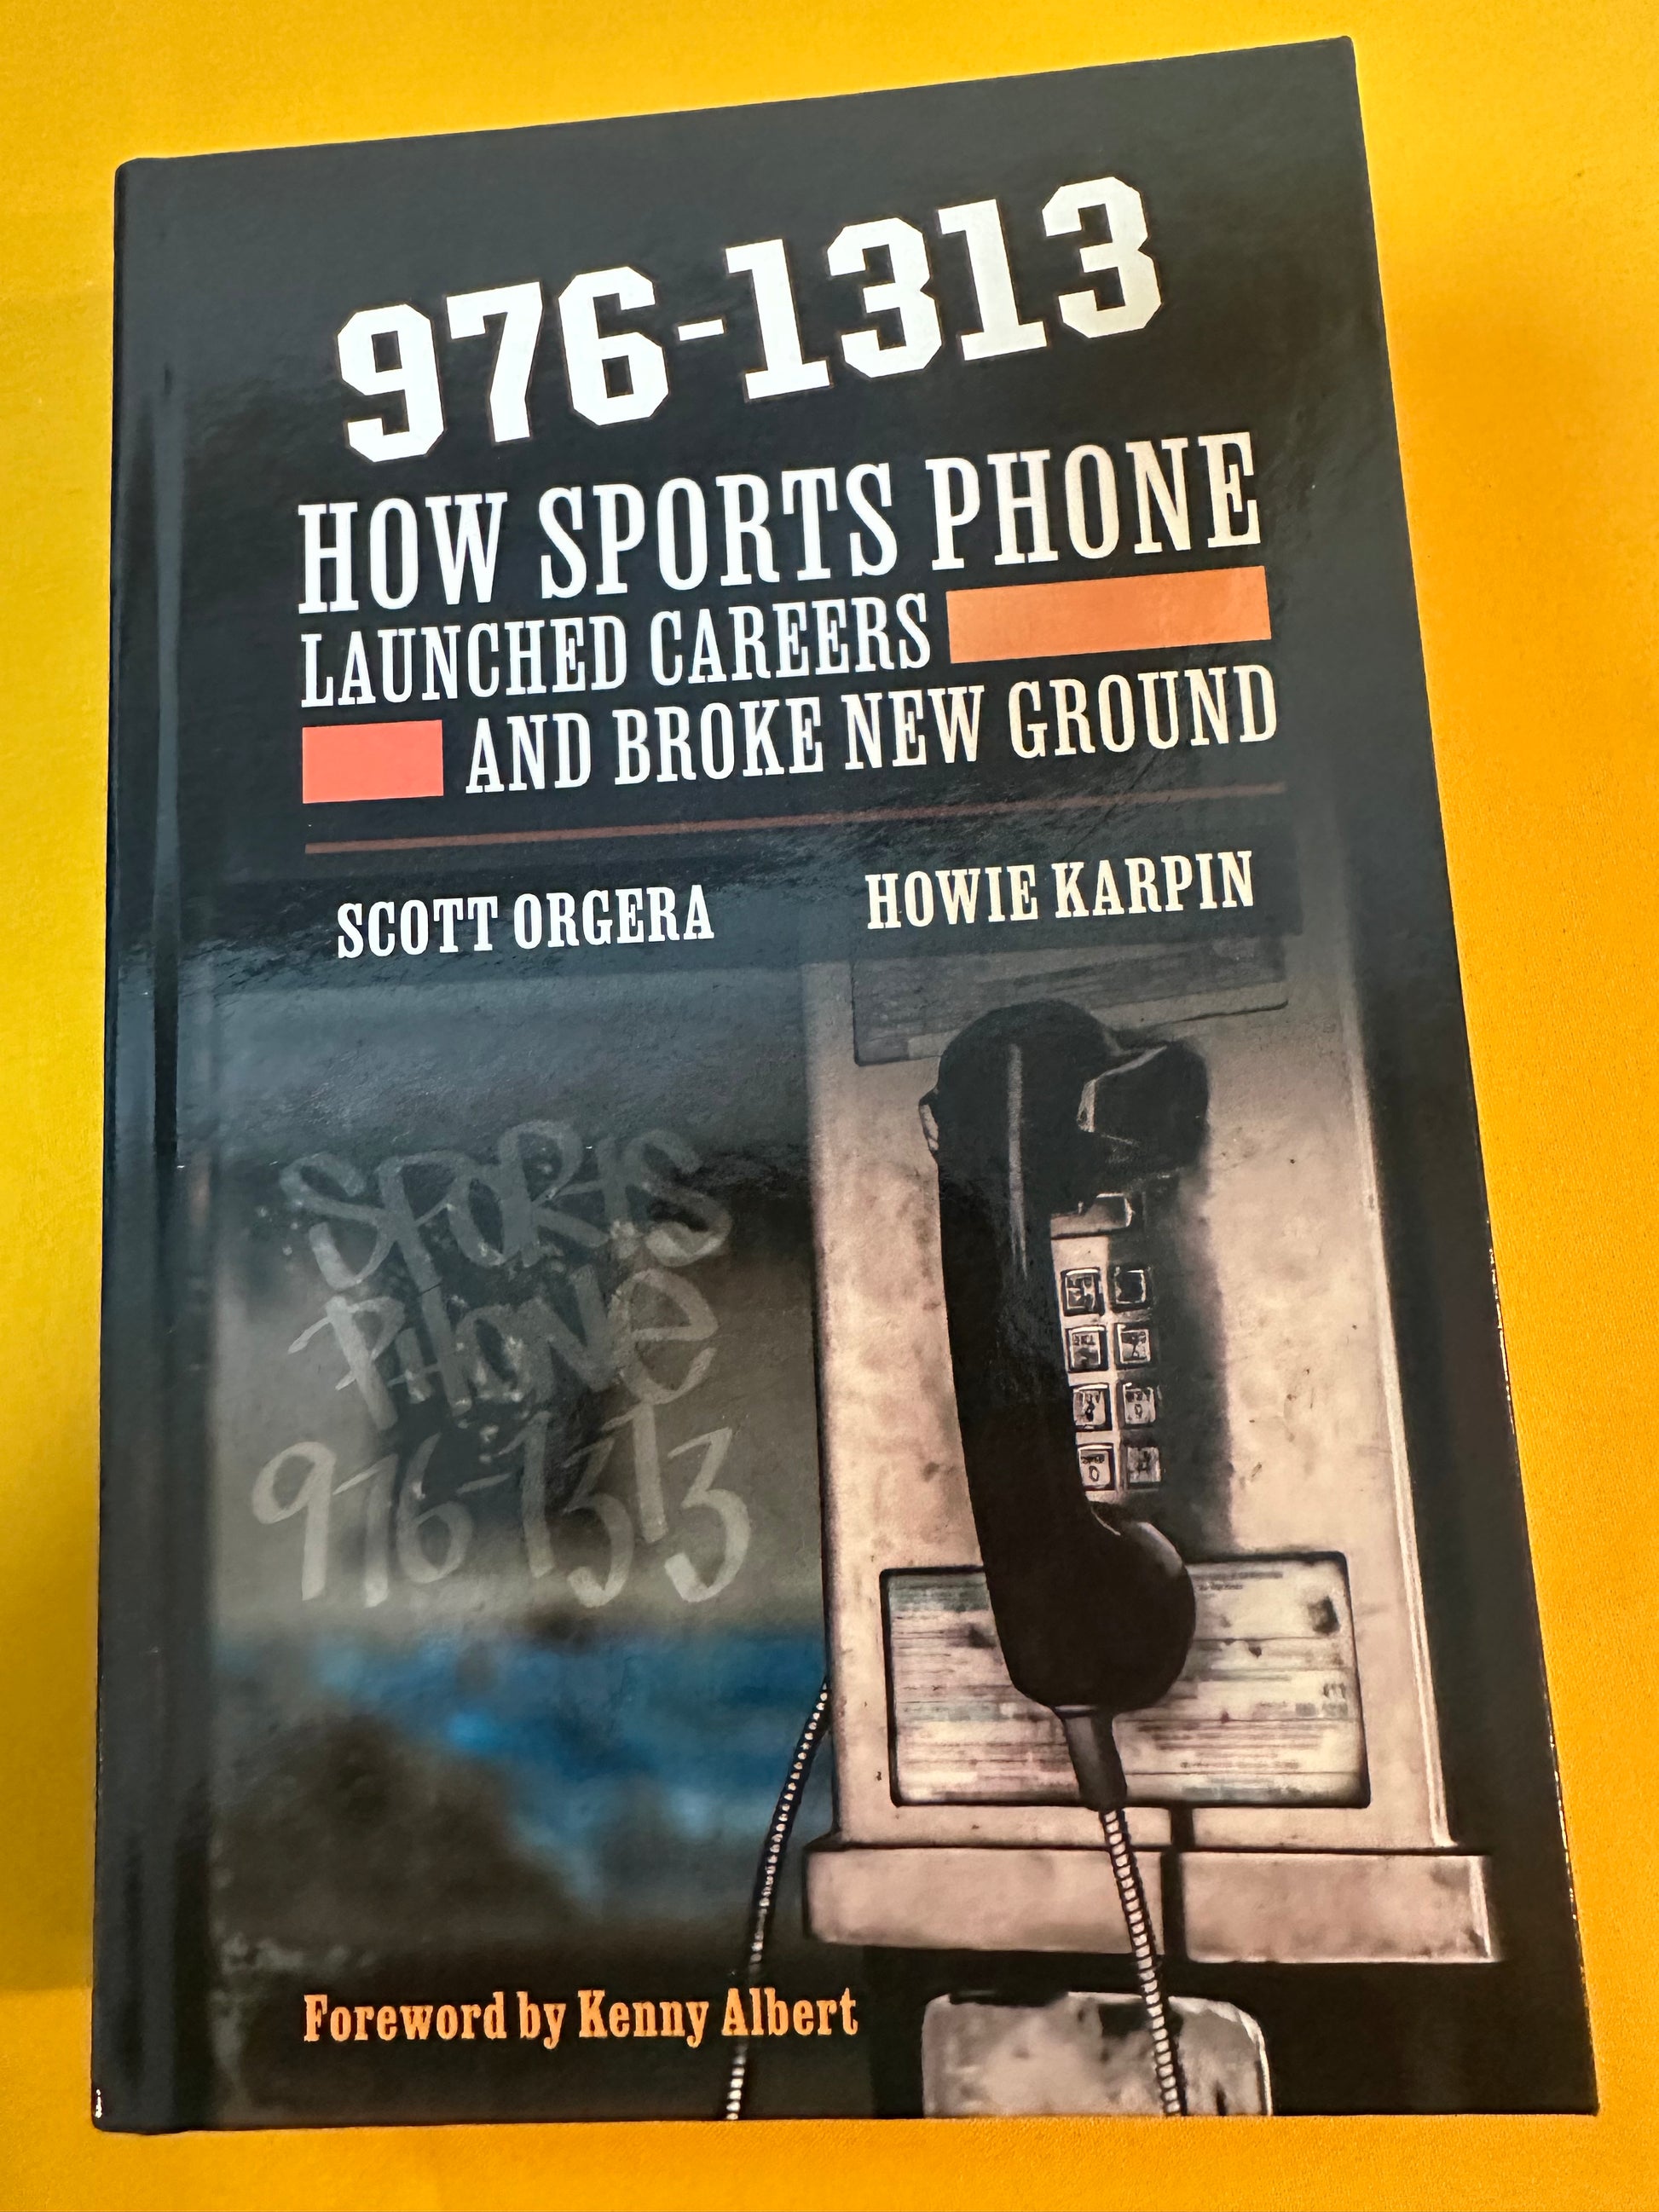 976-1313
HOW SPORTS PHONE
LAUNCHED CAREERS
AND BROKE NEW GROUND
SCOTT ORGERA
HOWIE KARPIN
SPORTS
PHONE
976-1313
Foreword by Kenny Albert